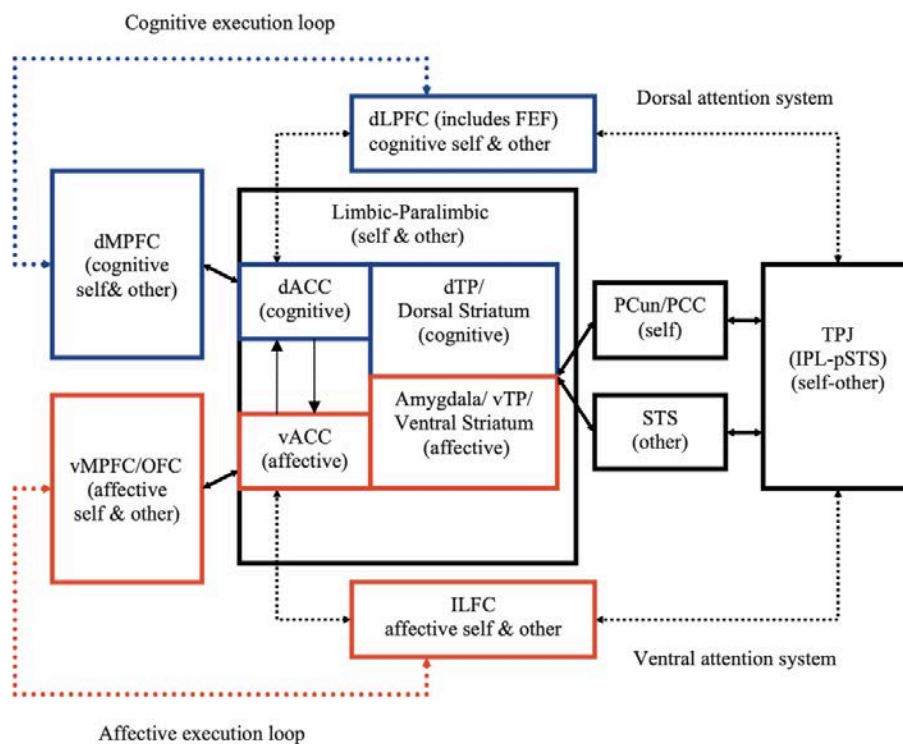 Cognitive execution loop
Dorsal attention system
dLPFC (includes FEF)
cognitive self & other
Limbic-Paralimbic
(self & other)
dMPFC
(cognitive
self& other)
dACC
(cognitive)
dTP/
Dorsal Striatum
(cognitive)
PCun/PCC
(self)
TPJ
(IPL-pSTS)
(self-other)
vMPFC/OFC
(affective
self & other)
vACC
(affective)
Amygdala/ vTP/
Ventral Striatum
(affective)
STS
(other)
ILFC
affective self & other
Ventral attention system
Affective execution loop